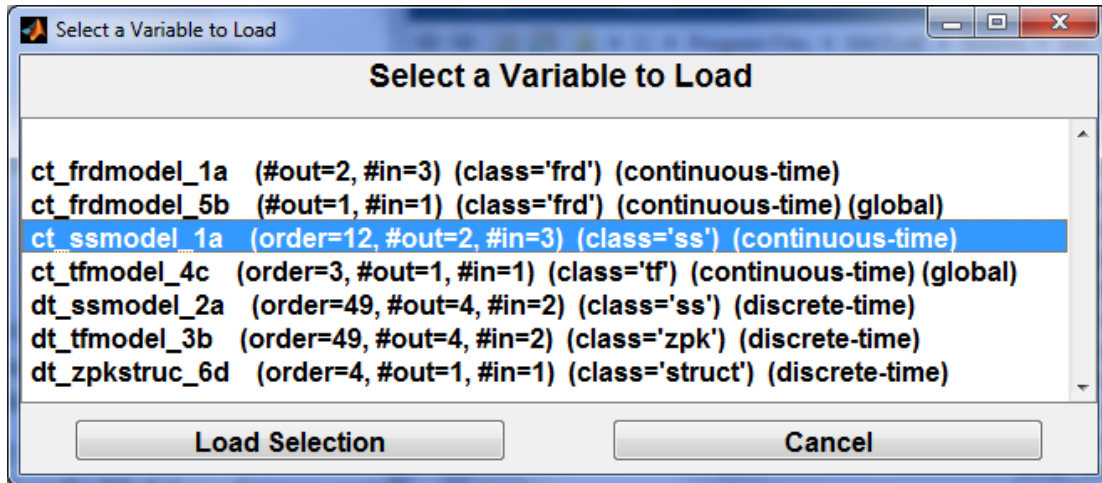 Select a Variable to Load
Select a Variable to Load
ct_frdmodel_1a (#out=2, #in=3) (class='frd') (continuous-time)
ct_frdmodel_5b (#out=1, #in=1) (class='frd') (continuous-time) (global)
ct_ssmodel_1a (order=12, #out=2, #in=3) (class='ss') (continuous-time)
ct_tfmodel_4c (order=3, #out=1, #in=1) (class='tf') (continuous-time) (global)
dt_ssmodel_2a (order=49, #out=4, #in=2) (class='ss') (discrete-time)
dt_tfmodel_3b (order=49, #out=4, #in=2) (class='zpk') (discrete-time)
dt_zpkstruc_6d (order=4, #out=1, #in=1) (class='struct') (discrete-time)
Load Selection Cancel